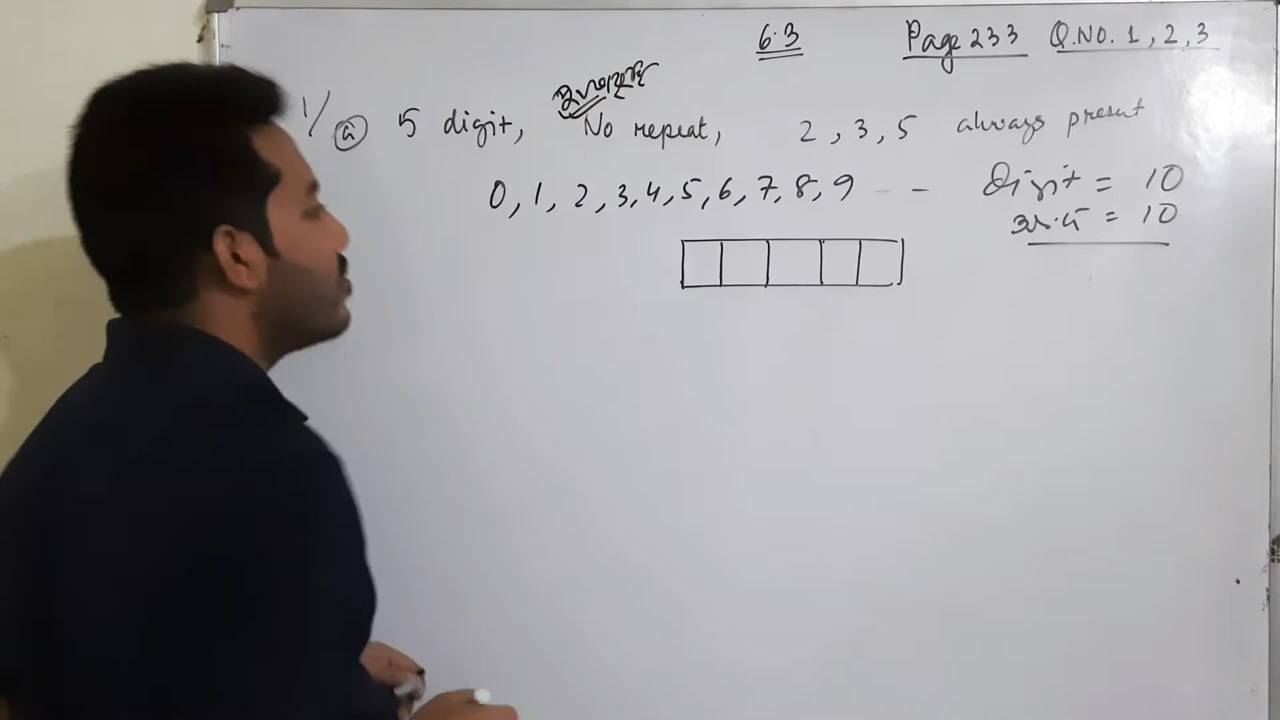 6.3 Page 233 Q.NO. 1, 2, 3
1/ a 5 digit, No repeat, 2, 3, 5 always present
0, 1, 2, 3, 4, 5, 6, 7, 8, 9 - - Digit = 10
= 10